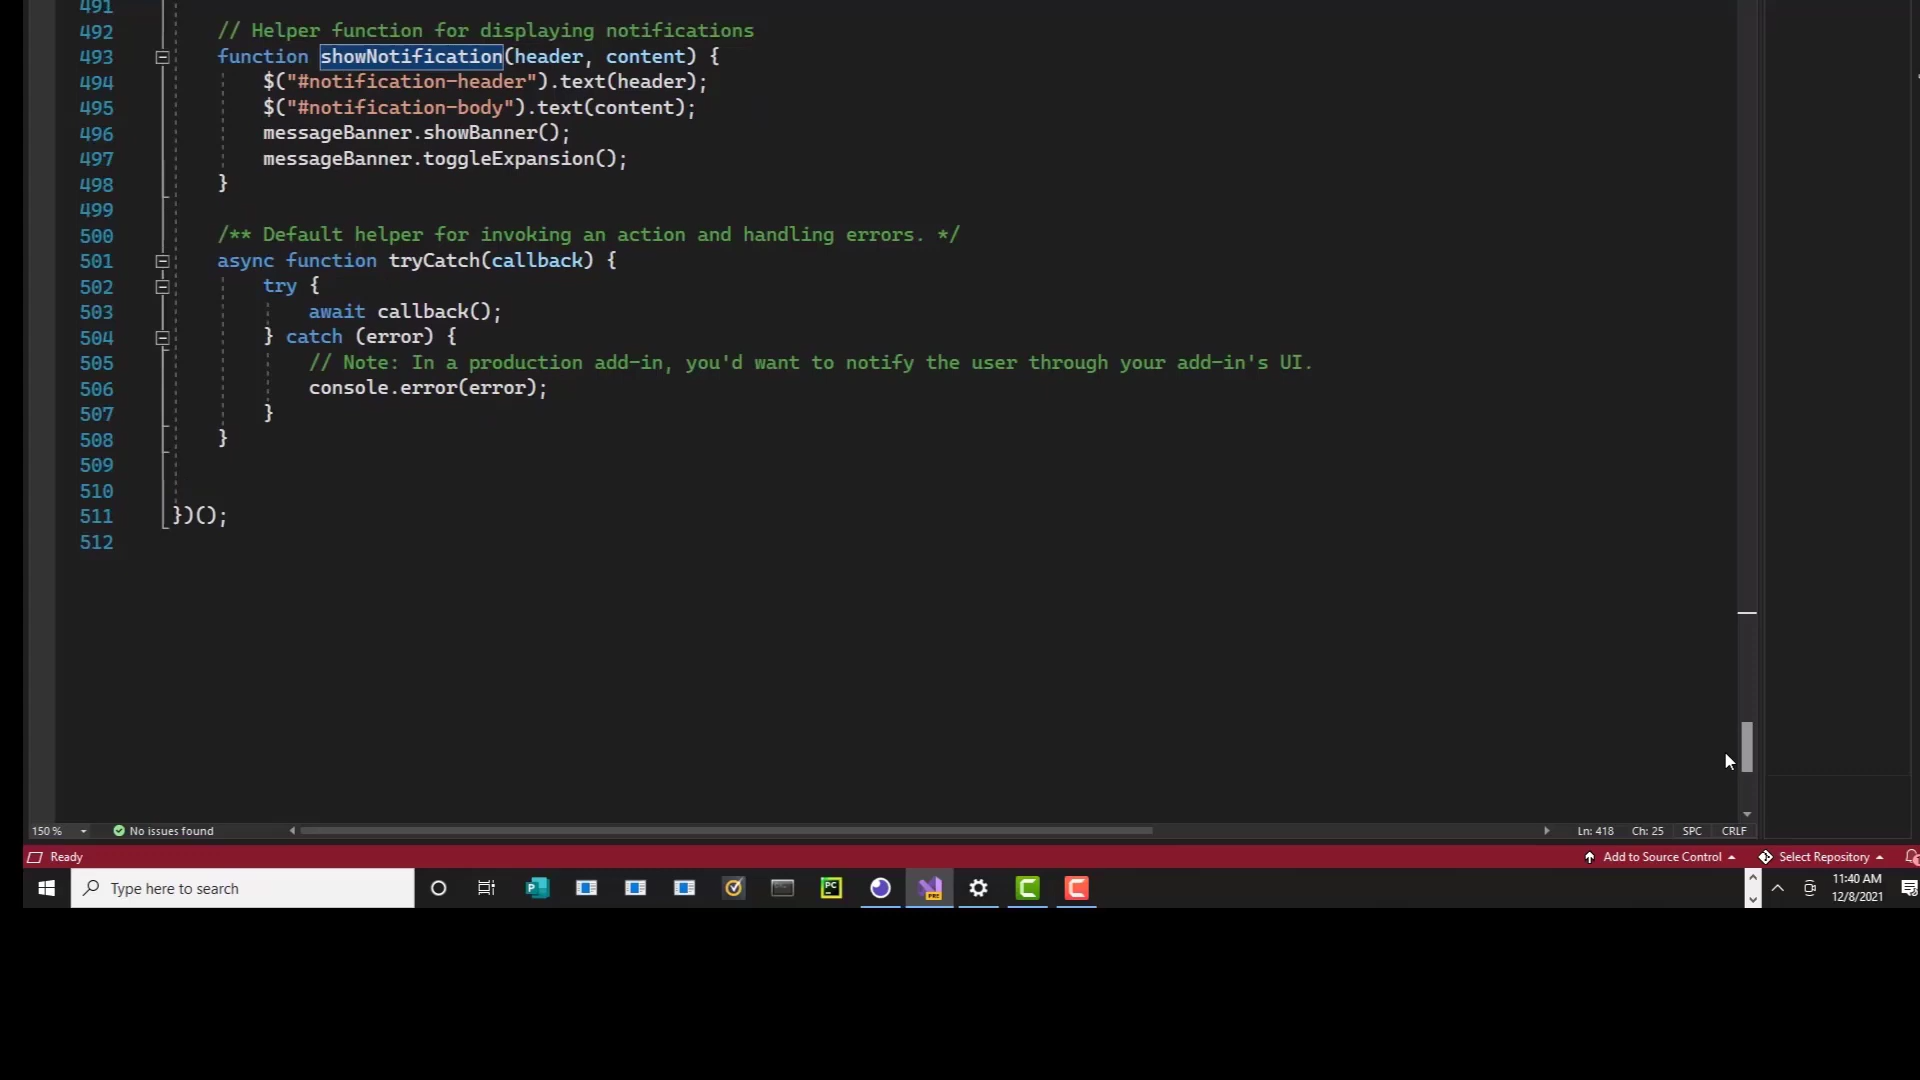 491
492 // Helper function for displaying notifications
493 function showNotification(header, content) {
494 $("#notification-header").text(header);
495 $("#notification-body").text(content);
496 messageBanner.showBanner();
497 messageBanner.toggleExpansion();
498 }
499
500 /** Default helper for invoking an action and handling errors. */
501 async function tryCatch(callback) {
502 try {
503 await callback();
504 } catch (error) {
505 // Note: In a production add-in, you'd want to notify the user through your add-in's UI.
506 console.error(error);
507 }
508 }
509
510
511 })();
512
150 % No issues found Ln: 418 Ch: 25 SPC CRLF
Ready Add to Source Control Select Repository
Type here to search
PC
PRE
11:40 AM
12/8/2021